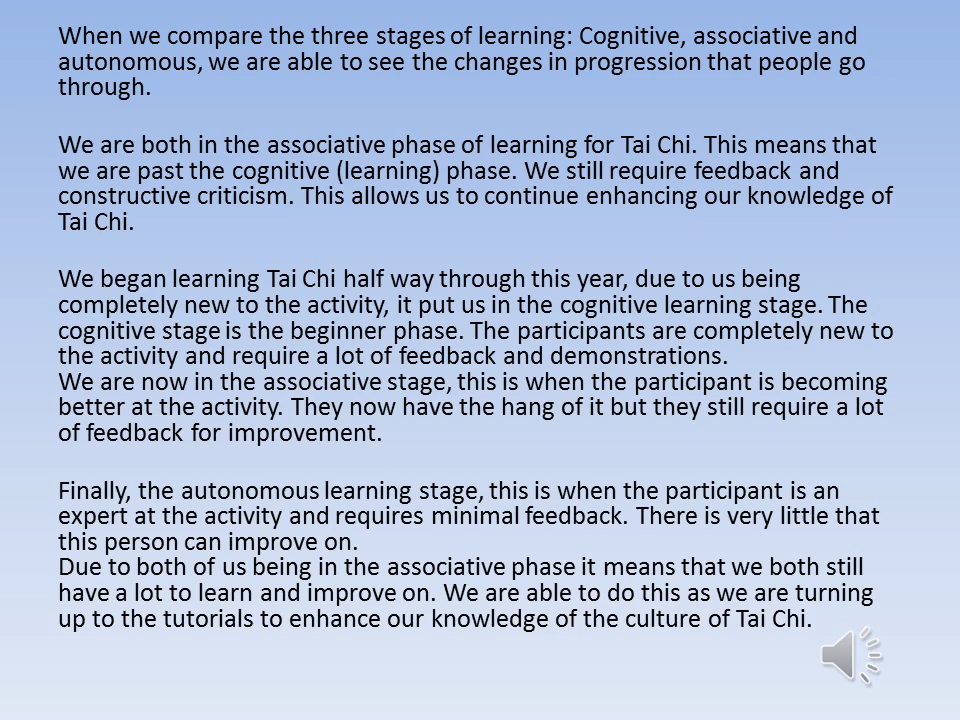 When we compare the three stages of learning: Cognitive, associative and
autonomous, we are able to see the changes in progression that people go
through.
We are both in the associative phase of learning for Tai Chi. This means that
we are past the cognitive (learning) phase. We still require feedback and
constructive criticism. This allows us to continue enhancing our knowledge of
Tai Chi.
We began learning Tai Chi half way through this year, due to us being
completely new to the activity, it put us in the cognitive learning stage. The
cognitive stage is the beginner phase. The participants are completely new to
the activity and require a lot of feedback and demonstrations.
We are now in the associative stage, this is when the participant is becoming
better at the activity. They now have the hang of it but they still require a lot
of feedback for improvement.
Finally, the autonomous learning stage, this is when the participant is an
expert at the activity and requires minimal feedback. There is very little that
this person can improve on.
Due to both of us being in the associative phase it means that we both still
have a lot to learn and improve on. We are able to do this as we are turning
up to the tutorials to enhance our knowledge of the culture of Tai Chi.